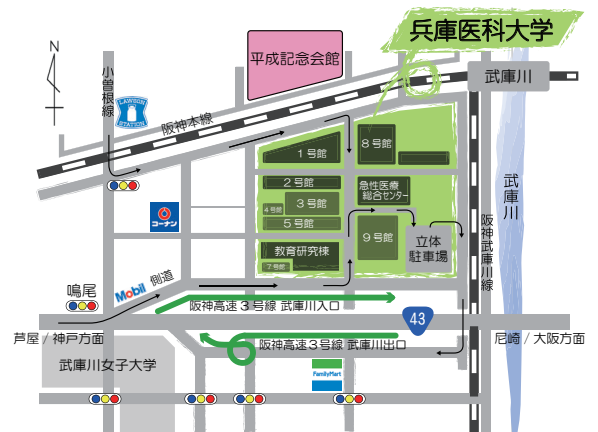 兵庫医科大学
N
平成記念会館
武庫川
小曽根線
LAWSON
STATION
阪神本線
8号館
1号館
2号館
急性医療
総合センター
3号館
4号館
5号館
武庫川
コーナン
9号館
立体
駐車場
阪神武庫川線
教育研究棟
7号館
鳴尾
Mobil
側道
阪神高速3号線 武庫川入口
43
芦屋/神戸方面
阪神高速3号線 武庫川出口
尼崎/大阪方面
武庫川女子大学
FamilyMart